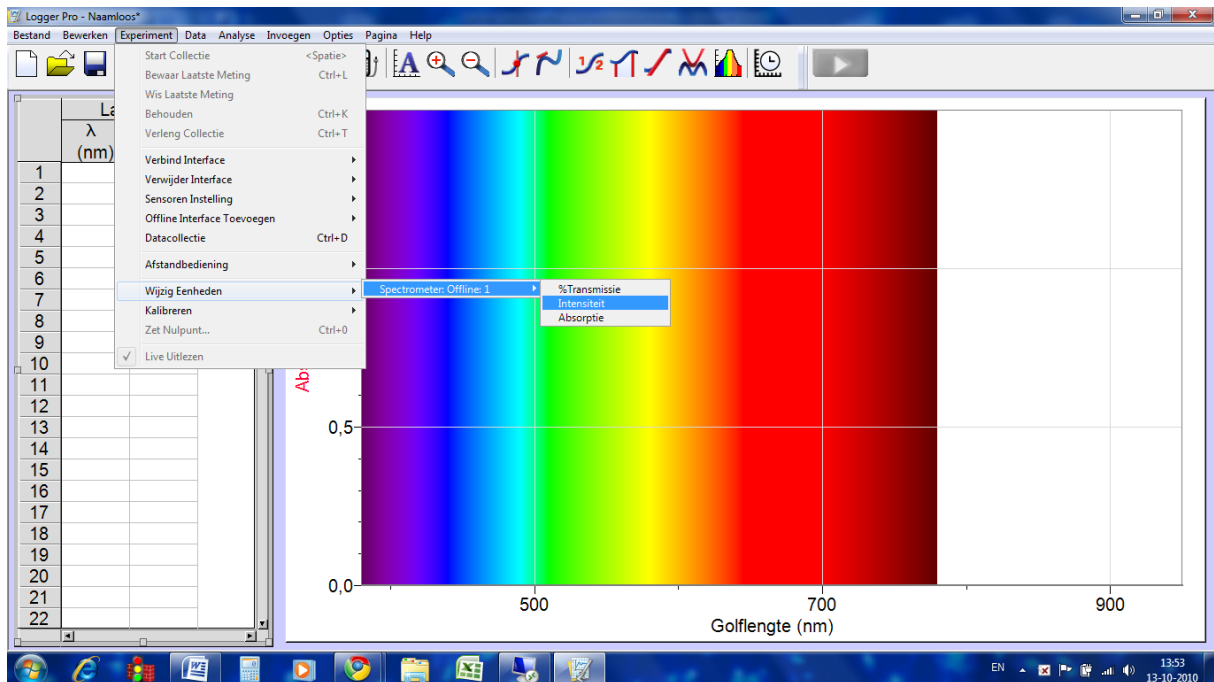 Logger Pro - Naamloos*
Bestand Bewerken Experiment Data Analyse Invoegen Opties Pagina Help
Start Collectie <Spatie>
Bewaar Laatste Meting Ctrl+L
Wis Laatste Meting
Behouden Ctrl+K
Verleng Collectie Ctrl+T
Verbind Interface
Verwijder Interface
Sensoren Instelling
Offline Interface Toevoegen
Datacollectie Ctrl+D
Afstandbediening
Wijzig Eenheden
Kalibreren
Zet Nulpunt... Ctrl+0
Live Uitlezen
Spectrometer: Offline: 1
%Transmissie
Intensiteit
Absorptie
La
λ
(nm)
1
2
3
4
5
6
7
8
9
10
11
12
13
14
15
16
17
18
19
20
21
22
Abs
0,5
0,0
500 700 900
Golflengte (nm)
EN
13:53
13-10-2010